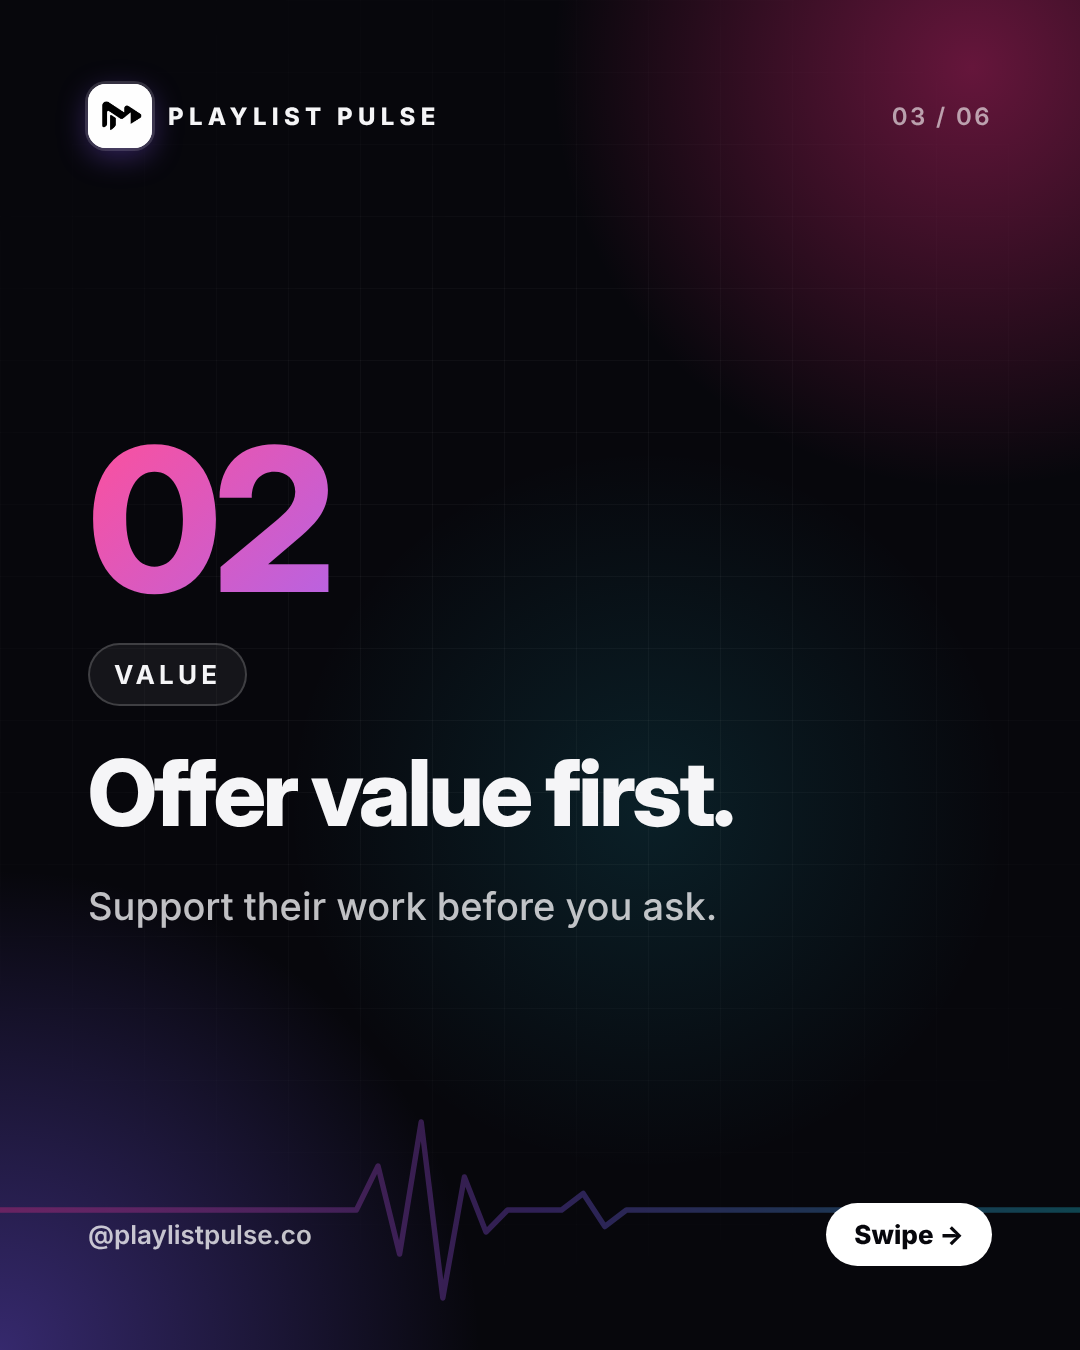 PLAYLIST PULSE
03 / 06
02
VALUE
Offer value first.
Support their work before you ask.
@playlistpulse.co
Swipe →